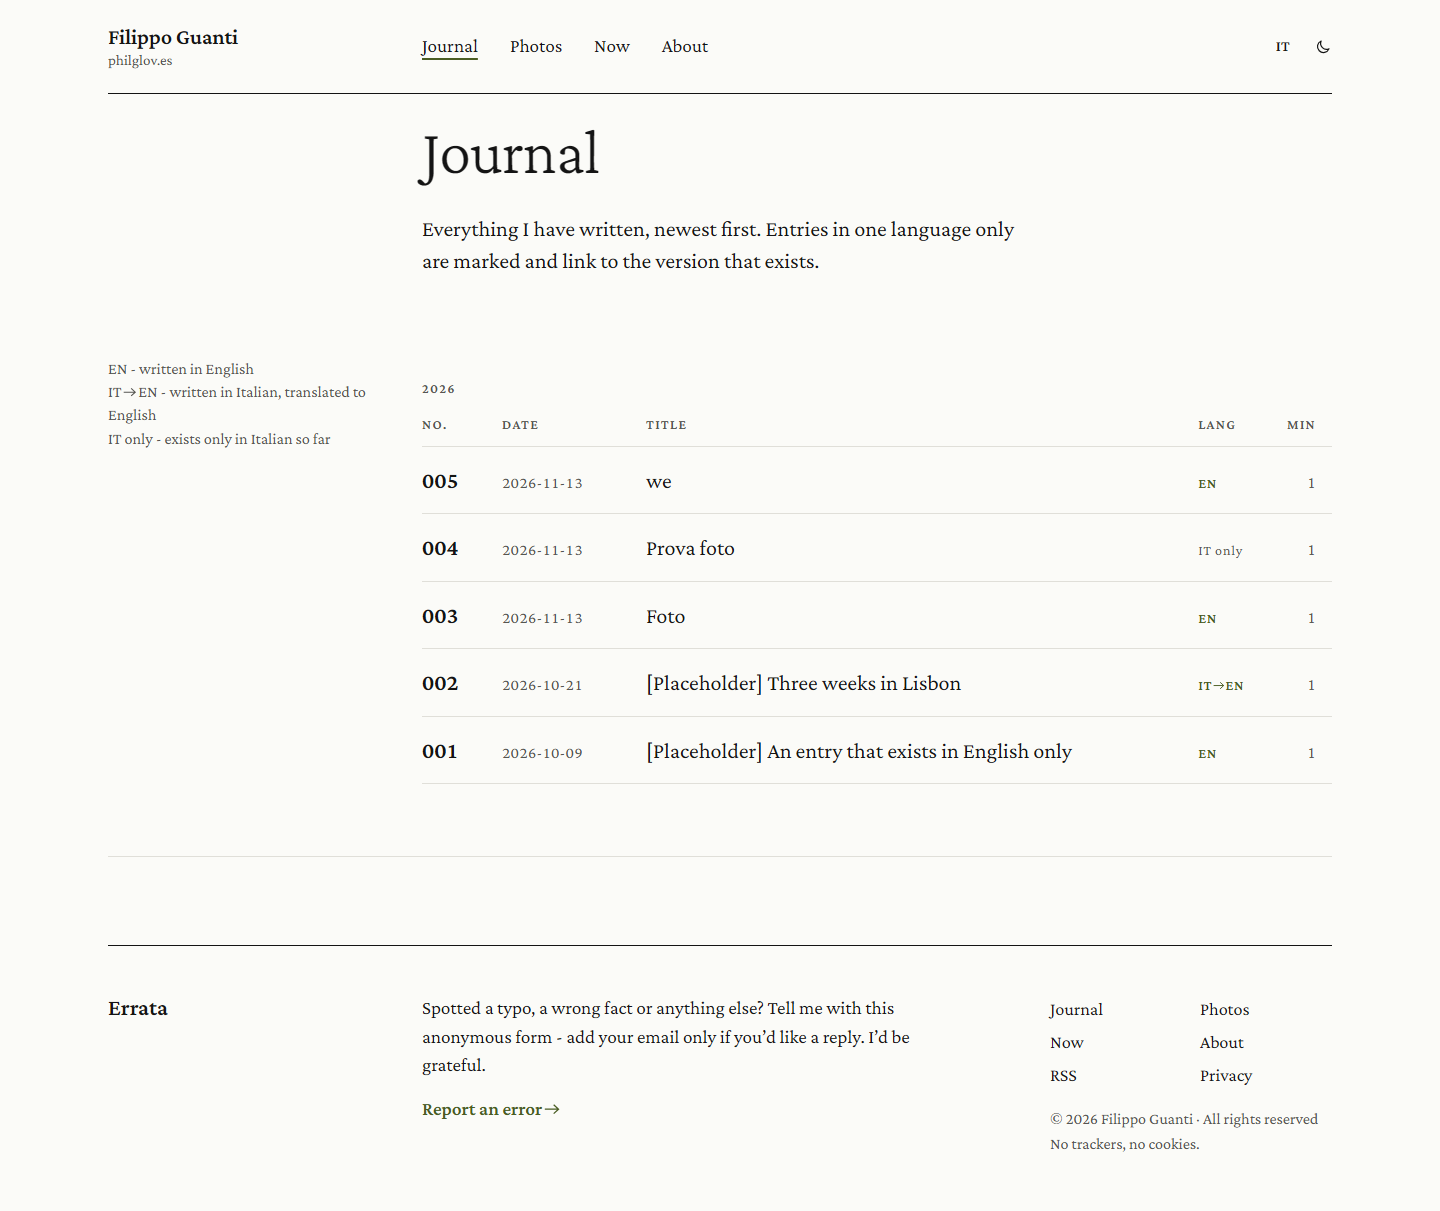 Filippo Guanti
philglov.es
Journal Photos Now About IT
Journal
Everything I have written, newest first. Entries in one language only
are marked and link to the version that exists.
EN - written in English
IT→EN - written in Italian, translated to
English
IT only - exists only in Italian so far
2026
NO. DATE TITLE LANG MIN
005 2026-11-13 we EN 1
004 2026-11-13 Prova foto IT only 1
003 2026-11-13 Foto EN 1
002 2026-10-21 [Placeholder] Three weeks in Lisbon IT→EN 1
001 2026-10-09 [Placeholder] An entry that exists in English only EN 1
Errata
Spotted a typo, a wrong fact or anything else? Tell me with this
anonymous form - add your email only if you’d like a reply. I’d be
grateful.
Report an error→
Journal Photos
Now About
RSS Privacy
© 2026 Filippo Guanti · All rights reserved
No trackers, no cookies.